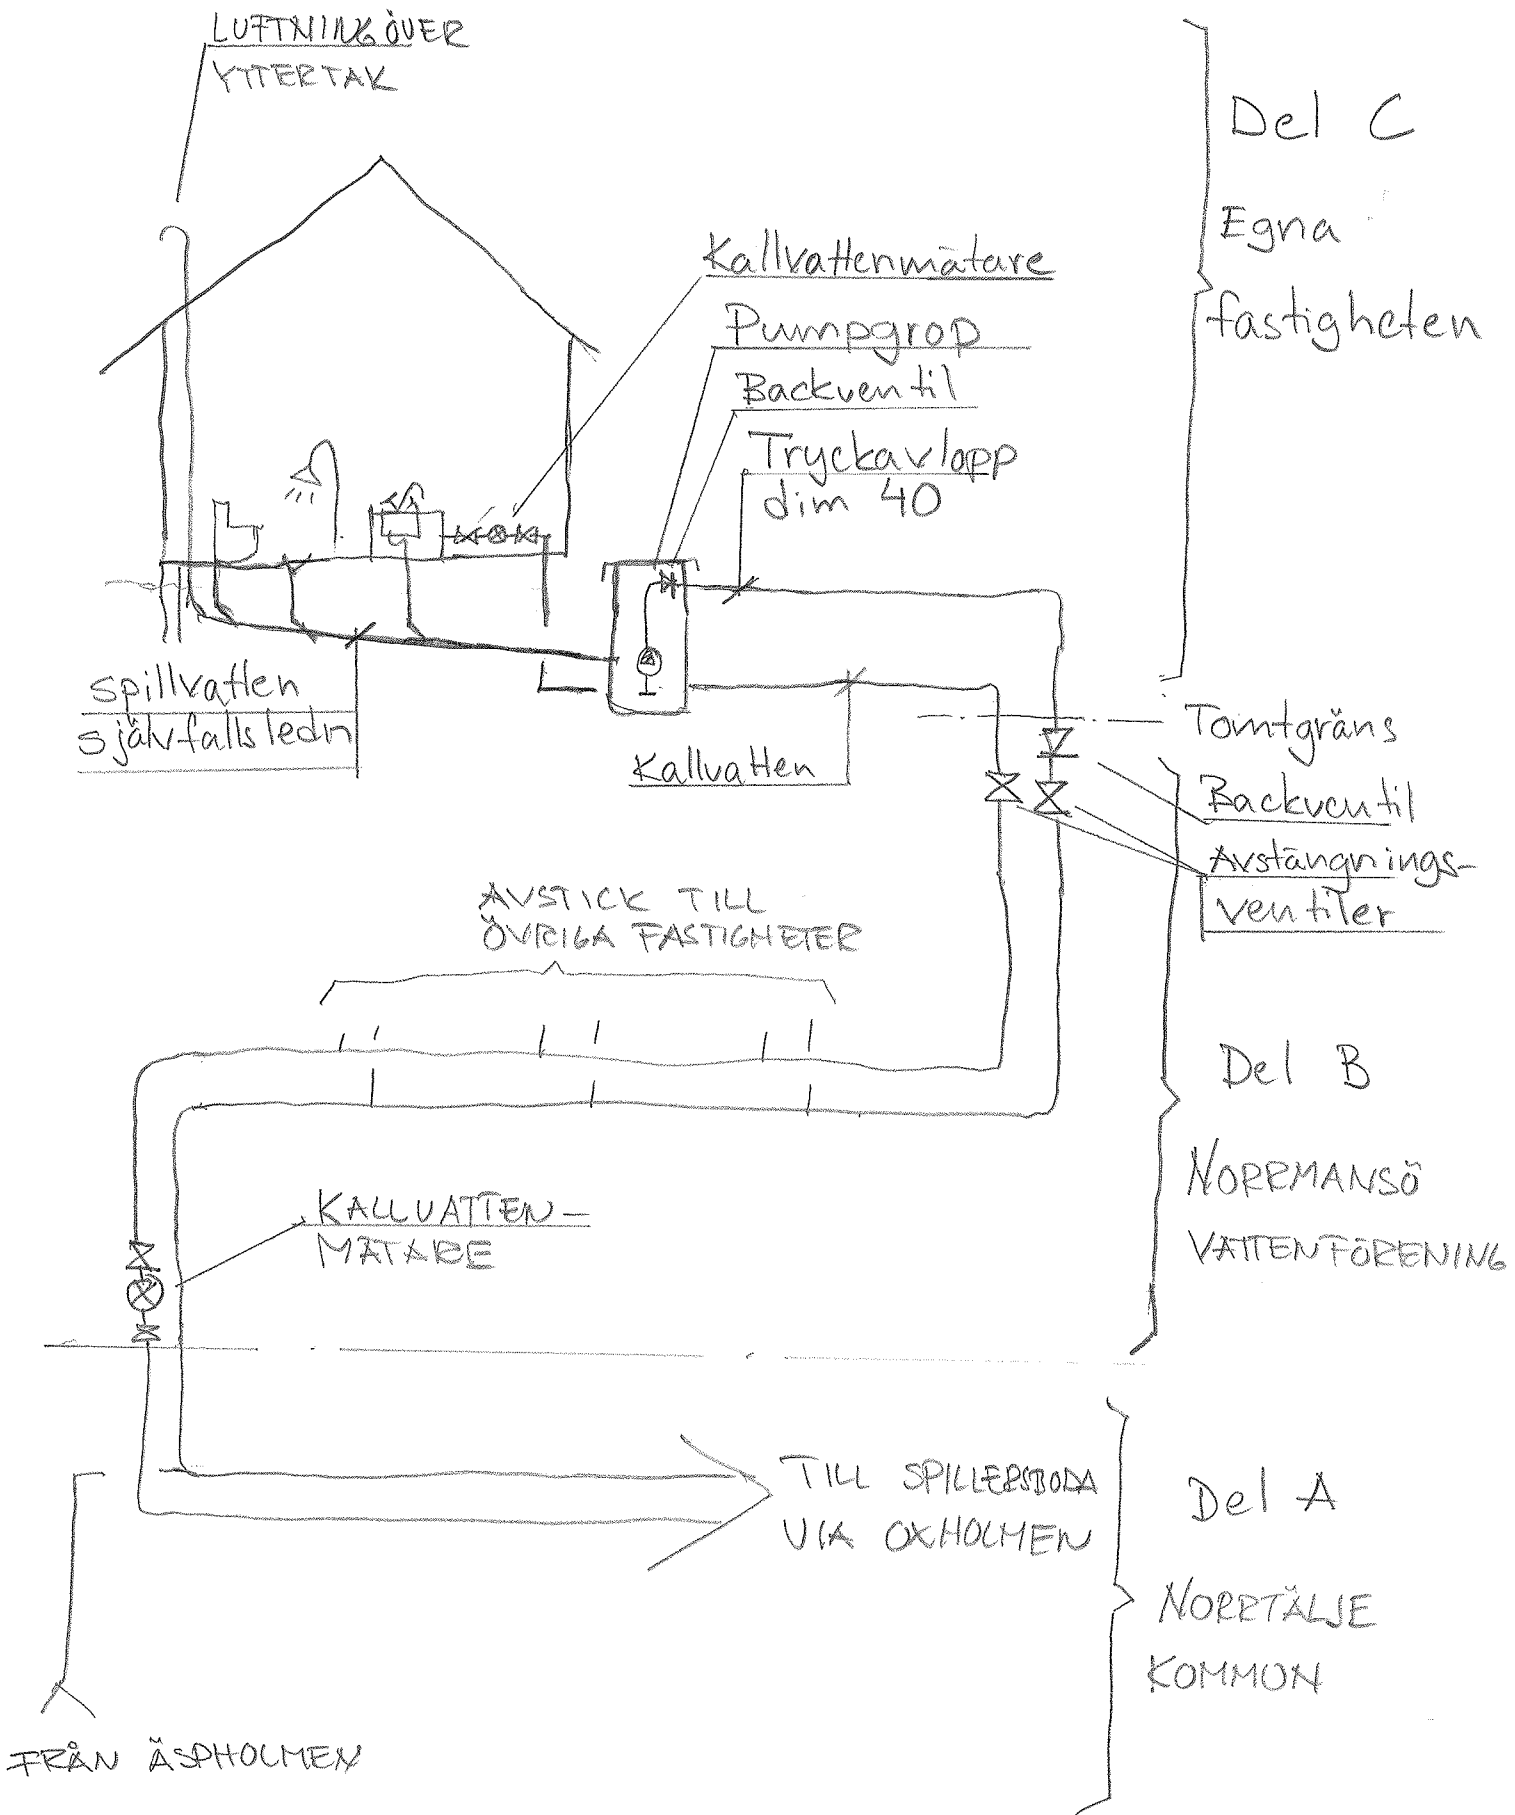 LUFTNING ÖVER
YTTERTAK
Del C
Egna
fastigheten
Kallvattenmätare
Pumpgrop
Backventil
Tryckavlopp
dim 40
spillvatten
självfallsledn
Kallvatten
Tomtgräns
Backventil
Avstängnings-
ventiler
AVSTICK TILL
ÖVRIGA FASTIGHETER
Del B
NORRMANSÖ
VATTENFÖRENING
KALLVATTEN-
MÄTARE
TILL SPILLERSBODA
VIA OXHOLMEN
Del A
NORRTÄLJE
KOMMUN
FRÅN ÄSPHOLMEN